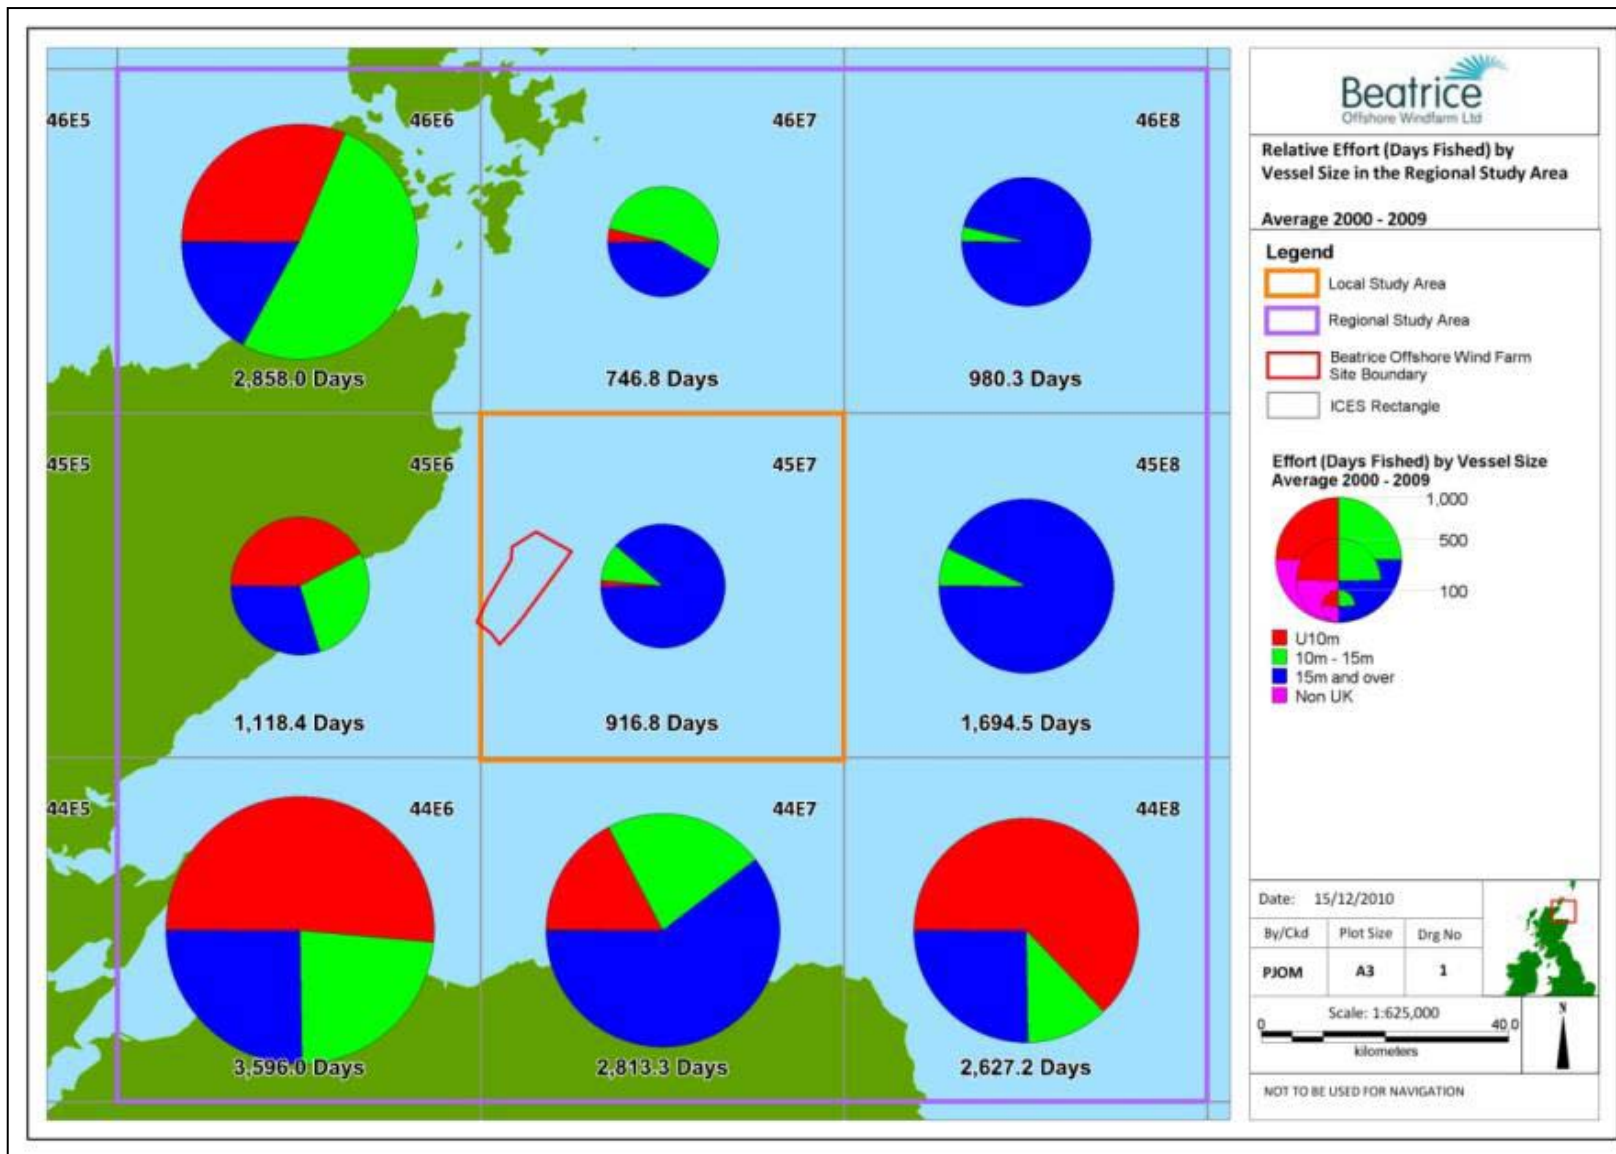 46E5
46E6
46E7
46E8
2,858.0 Days
746.8 Days
980.3 Days
45E5
45E6
45E7
45E8
1,118.4 Days
916.8 Days
1,694.5 Days
44E5
44E6
44E7
44E8
3,596.0 Days
2,813.3 Days
2,627.2 Days
Beatrice
Offshore Windfarm Ltd
Relative Effort (Days Fished) by
Vessel Size in the Regional Study Area
Average 2000 - 2009
Legend
Local Study Area
Regional Study Area
Beatrice Offshore Wind Farm
Site Boundary
ICES Rectangle
Effort (Days Fished) by Vessel Size
Average 2000 - 2009
1,000
500
100
U10m
10m - 15m
15m and over
Non UK
Date: 15/12/2010
By/Ckd Plot Size Drg No
PJOM A3 1
Scale: 1:625,000
0 40.0
kilometers
N
NOT TO BE USED FOR NAVIGATION